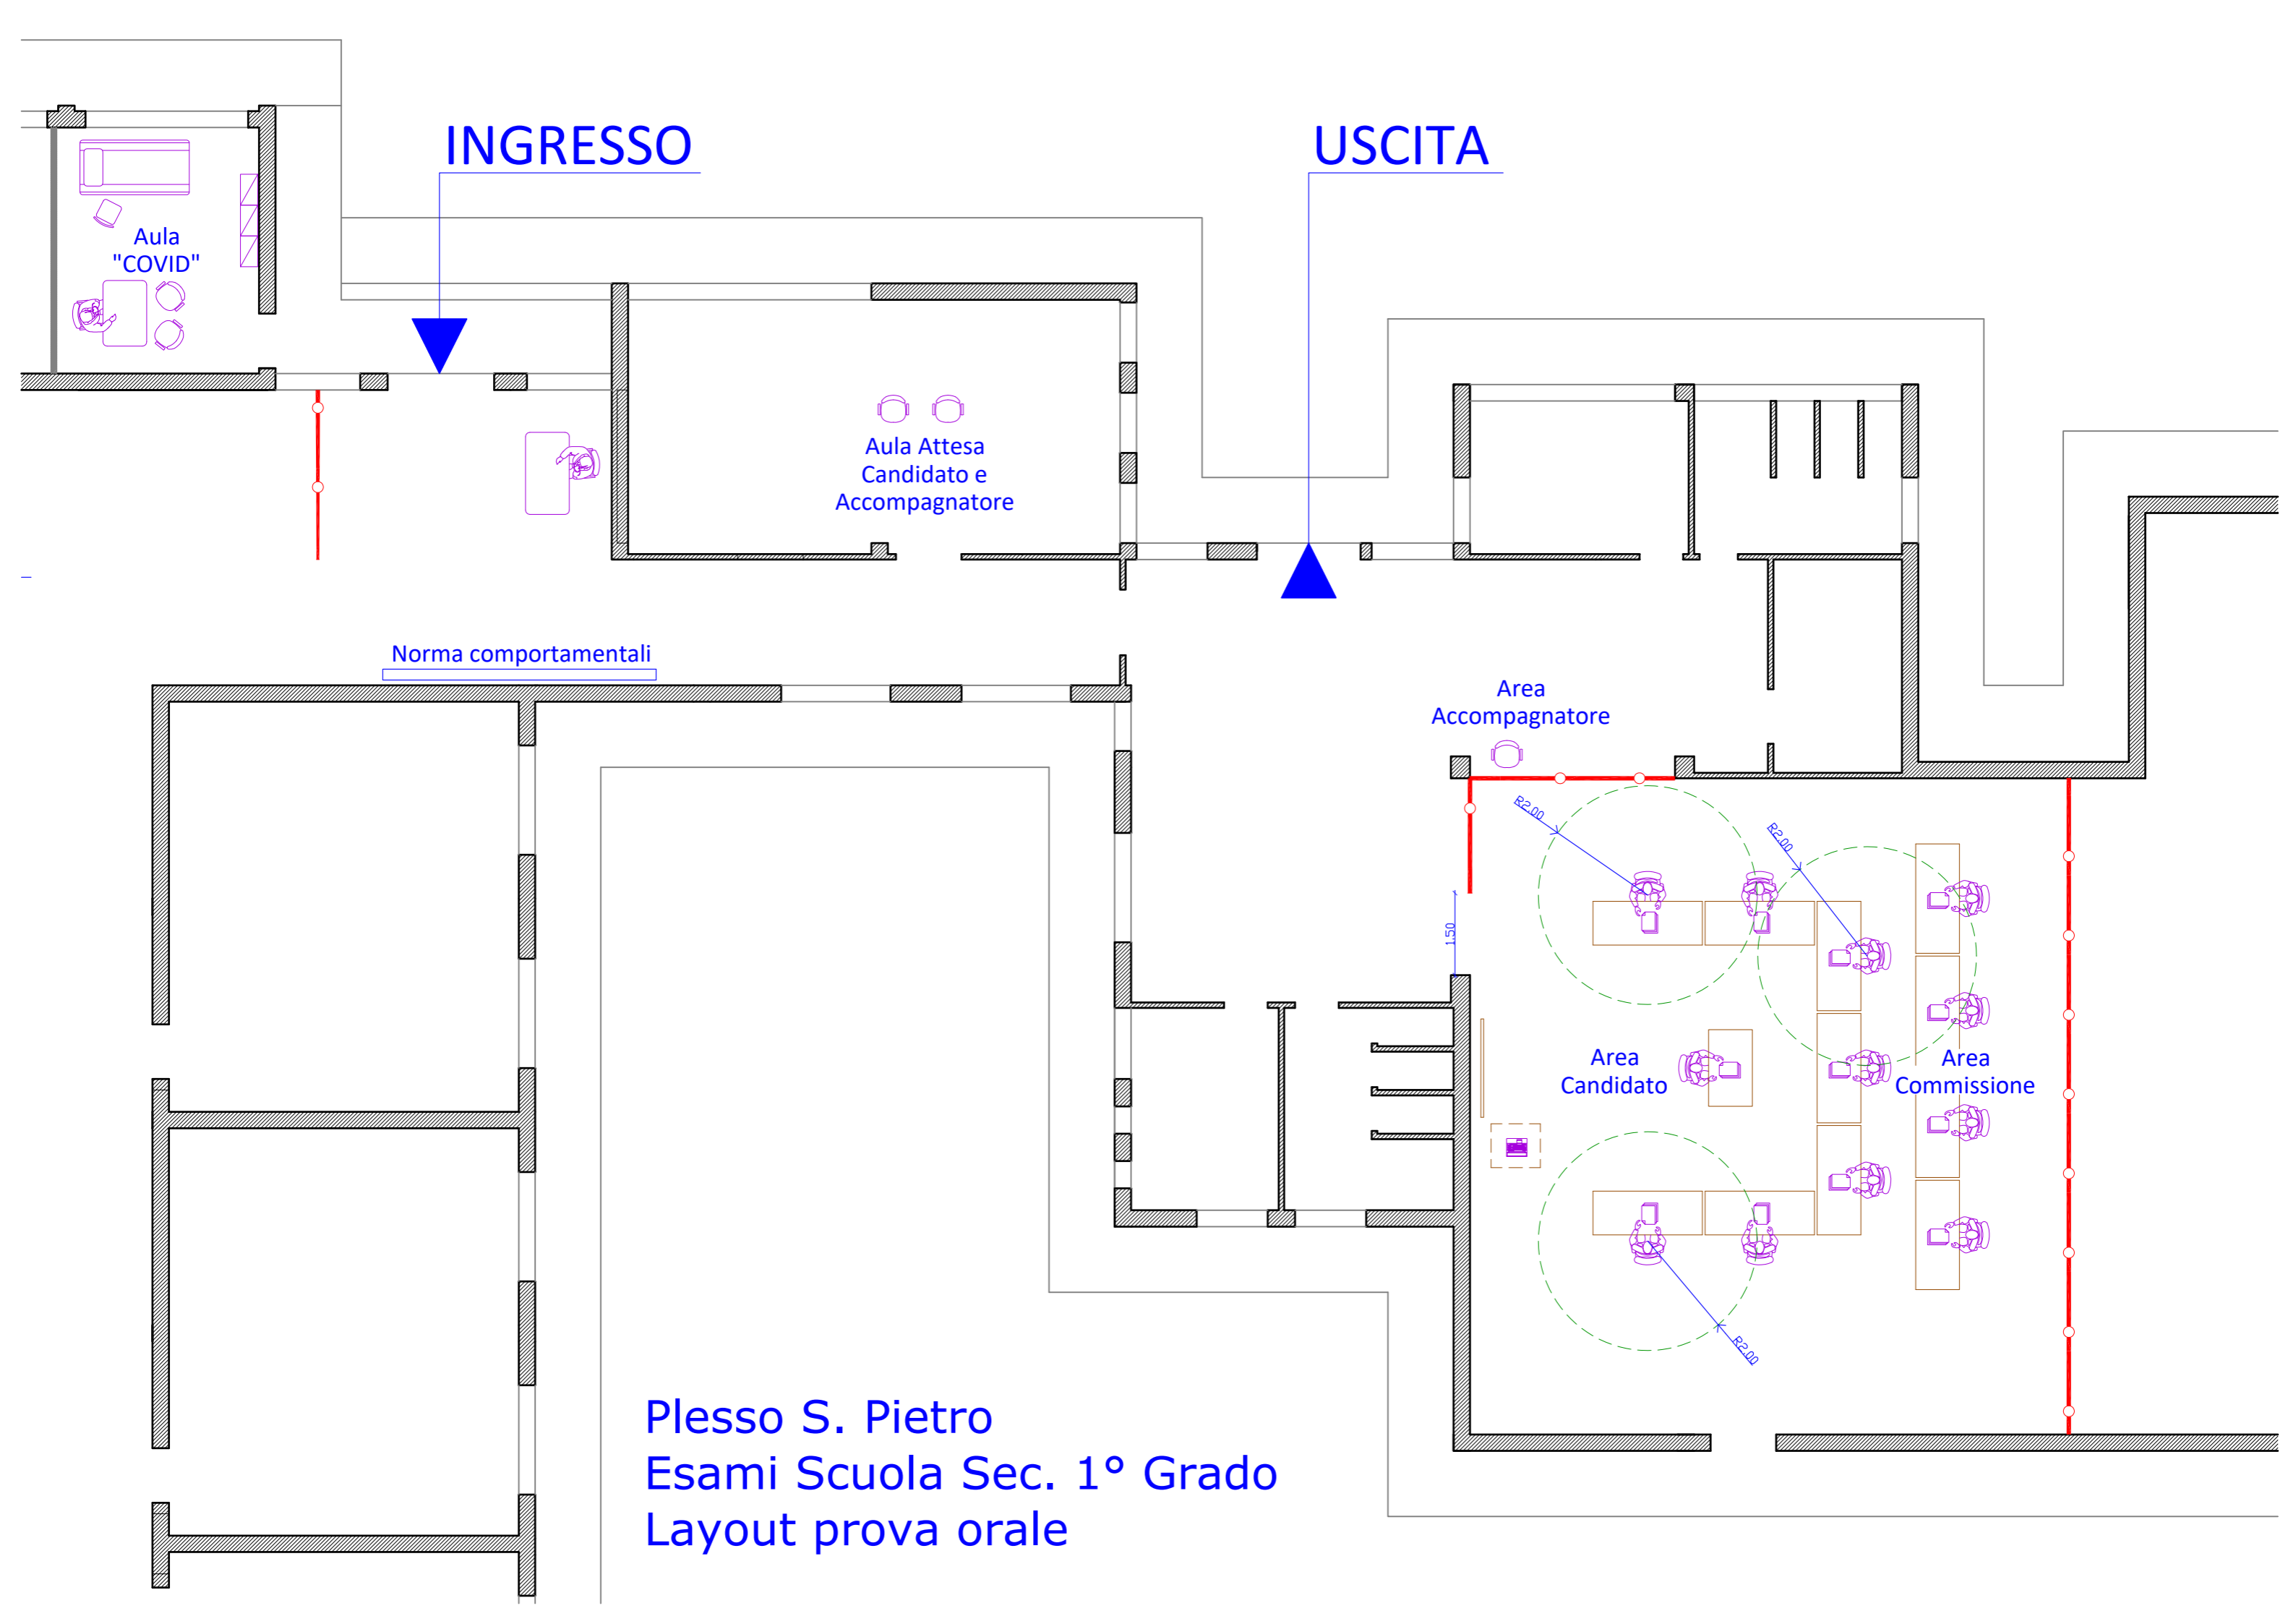 INGRESSO
USCITA
Aula
"COVID"
Aula Attesa
Candidato e
Accompagnatore
Norma comportamentali
Area
Accompagnatore
R2.00
R2.00
1.50
Area
Candidato
Area
Commissione
R2.00
Plesso S. Pietro
Esami Scuola Sec. 1° Grado
Layout prova orale